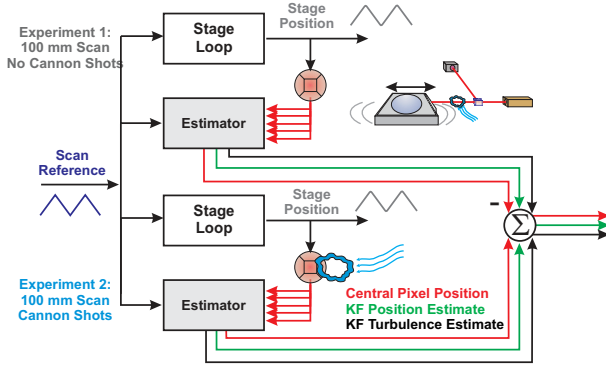 Experiment 1:
100 mm Scan
No Cannon Shots
Stage
Loop
Stage
Position
Estimator
Scan
Reference
Stage
Loop
Stage
Position
-
Σ
Experiment 2:
100 mm Scan
Cannon Shots
Estimator
Central Pixel Position
KF Position Estimate
KF Turbulence Estimate